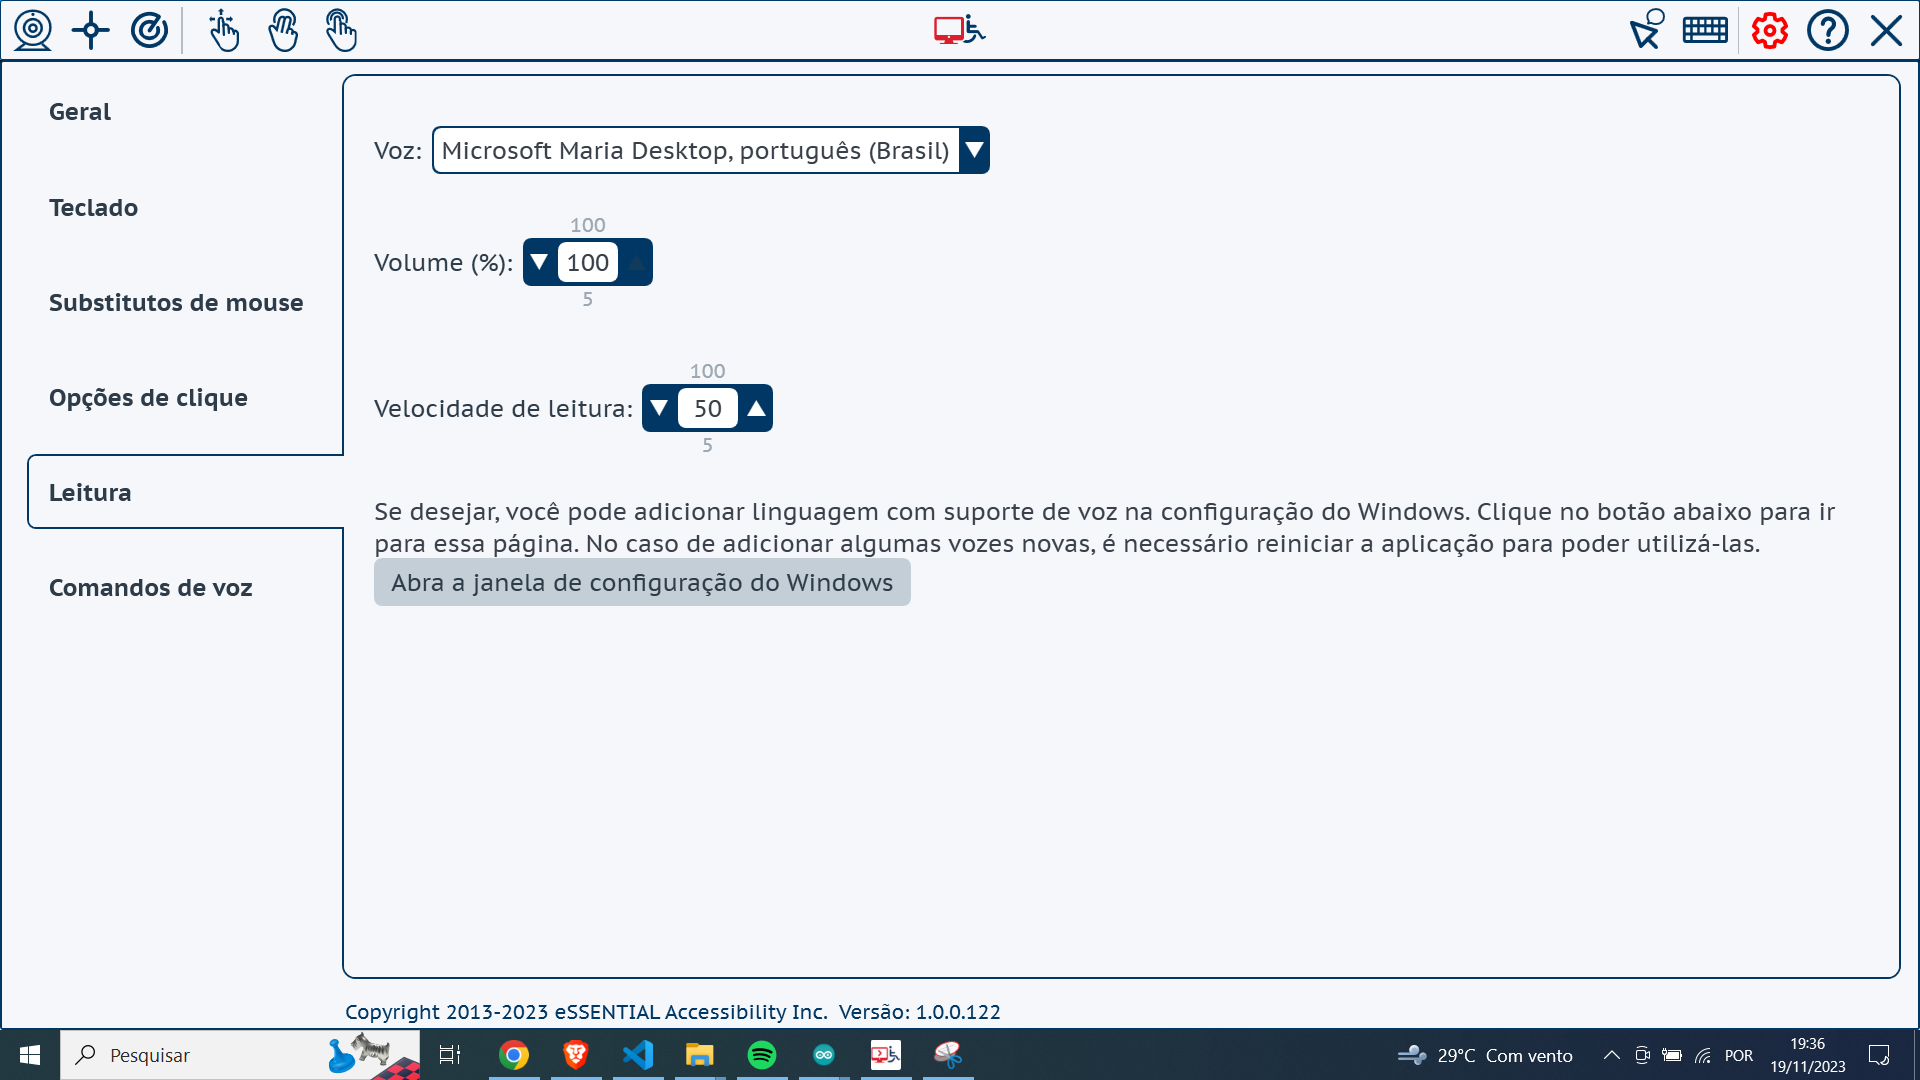 Geral
Teclado
Substitutos de mouse
Opções de clique
Leitura
Comandos de voz
Voz: Microsoft Maria Desktop, português (Brasil)
100
Volume (%): 100
5
100
Velocidade de leitura: 50
5
Se desejar, você pode adicionar linguagem com suporte de voz na configuração do Windows. Clique no botão abaixo para ir
para essa página. No caso de adicionar algumas vozes novas, é necessário reiniciar a aplicação para poder utilizá-las.
Abra a janela de configuração do Windows
Copyright 2013-2023 eSSENTIAL Accessibility Inc. Versão: 1.0.0.122
Pesquisar
29°C Com vento
POR
19:36
19/11/2023